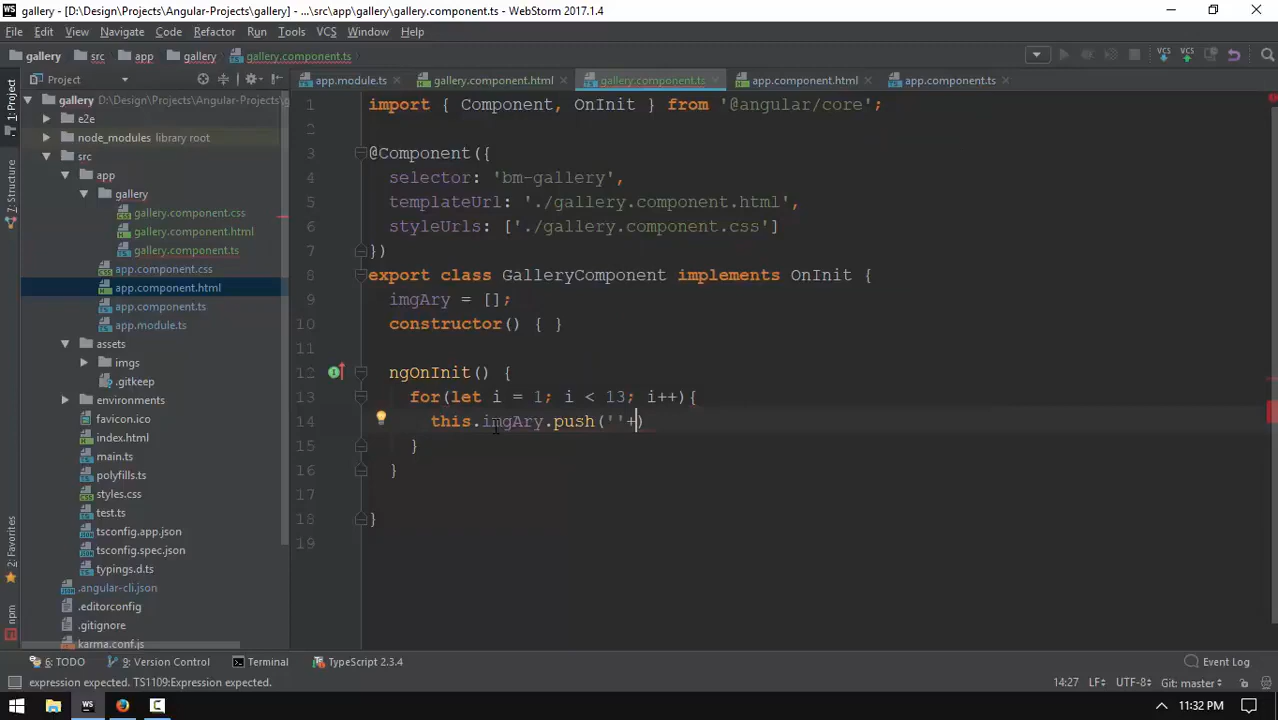 gallery - [D:\Design\Projects\Angular-Projects\gallery] - ...\src\app\gallery\gallery.component.ts - WebStorm 2017.1.4
File Edit View Navigate Code Refactor Run Tools VCS Window Help
gallery src app gallery gallery.component.ts
Project
app.module.ts gallery.component.html gallery.component.ts app.component.html app.component.ts
gallery D:\Design\Projects\Angular-Projects\g
e2e
node_modules library root
src
app
gallery
gallery.component.css
gallery.component.html
gallery.component.ts
app.component.css
app.component.html
app.component.ts
app.module.ts
assets
imgs
.gitkeep
environments
favicon.ico
index.html
main.ts
polyfills.ts
styles.css
test.ts
tsconfig.app.json
tsconfig.spec.json
typings.d.ts
.angular-cli.json
.editorconfig
.gitignore
karma.conf.js
1: Project
7: Structure
2: Favorites
npm
1 import { Component, OnInit } from '@angular/core';
2
3 @Component({
4 selector: 'bm-gallery',
5 templateUrl: './gallery.component.html',
6 styleUrls: ['./gallery.component.css']
7 })
8 export class GalleryComponent implements OnInit {
9 imgAry = [];
10 constructor() { }
11
12 ngOnInit() {
13 for(let i = 1; i < 13; i++){
14 this.imgAry.push(''+)
15 }
16 }
17
18 }
19
6: TODO 9: Version Control Terminal TypeScript 2.3.4 Event Log
expression expected. TS1109:Expression expected. 14:27 LF÷ UTF-8÷ Git: master÷
WS 11:32 PM